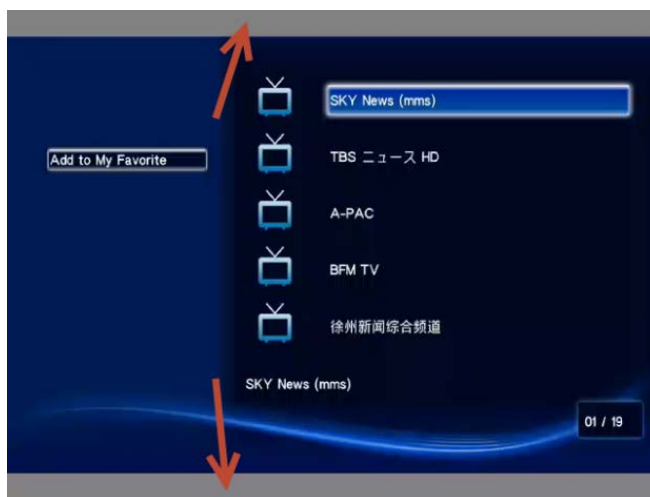 SKY News (mms)
Add to My Favorite
TBS ニュース HD
A-PAC
BFM TV
徐州新闻综合频道
SKY News (mms)
01 / 19